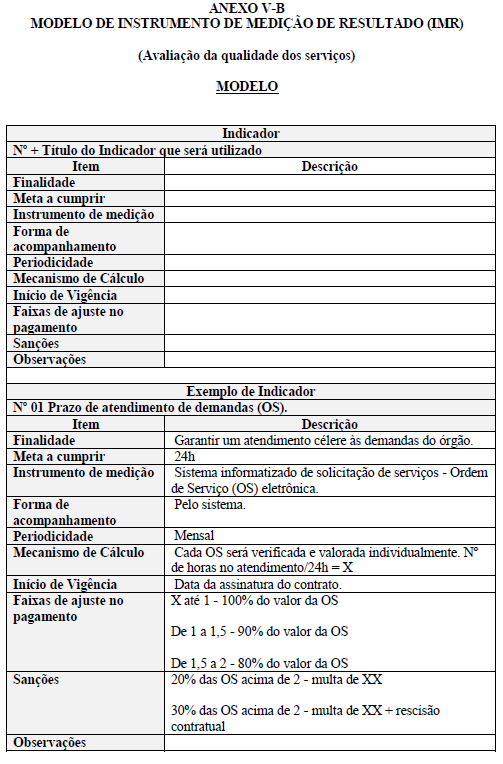 ANEXO V-B
MODELO DE INSTRUMENTO DE MEDIÇÃO DE RESULTADO (IMR)
(Avaliação da qualidade dos serviços)
MODELO
Indicador
Nº + Título do Indicador que será utilizado
Item Descrição
Finalidade
Meta a cumprir
Instrumento de medição
Forma de
acompanhamento
Periodicidade
Mecanismo de Cálculo
Início de Vigência
Faixas de ajuste no
pagamento
Sanções
Observações
Exemplo de Indicador
Nº 01 Prazo de atendimento de demandas (OS).
Item Descrição
Finalidade Garantir um atendimento célere às demandas do órgão.
Meta a cumprir 24h
Instrumento de medição Sistema informatizado de solicitação de serviços - Ordem
de Serviço (OS) eletrônica.
Forma de Pelo sistema.
acompanhamento
Periodicidade Mensal
Mecanismo de Cálculo Cada OS será verificada e valorada individualmente. Nº
de horas no atendimento/24h = X
Início de Vigência Data da assinatura do contrato.
Faixas de ajuste no X até 1 - 100% do valor da OS
pagamento
De 1 a 1,5 - 90% do valor da OS
De 1,5 a 2 - 80% do valor da OS
Sanções 20% das OS acima de 2 - multa de XX
30% das OS acima de 2 - multa de XX + rescisão
contratual
Observações